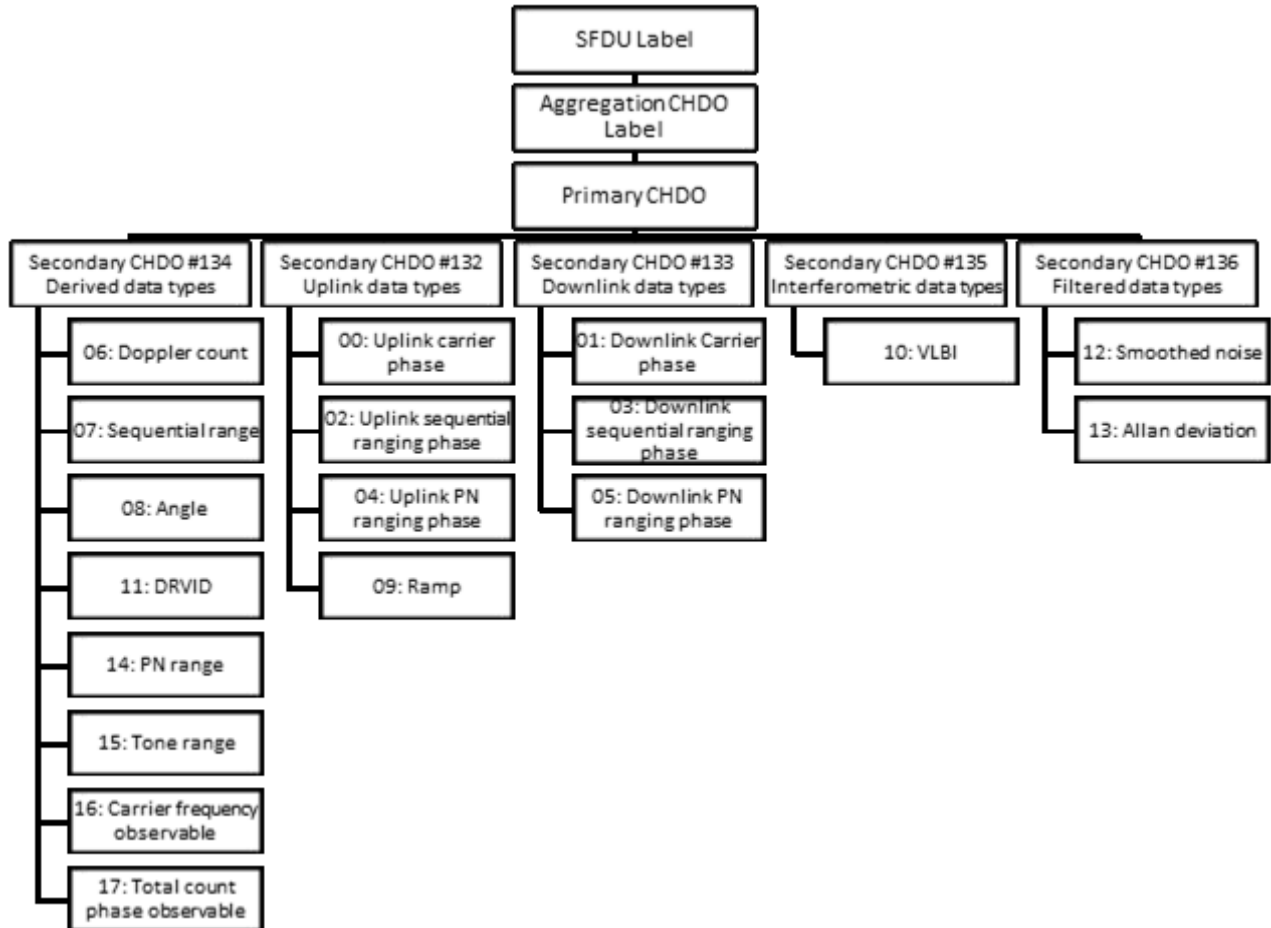 SFDU Label
Aggregation CHDO
Label
Primary CHDO
Secondary CHDO #134
Derived data types
06: Doppler count
07: Sequential range
08: Angle
11: DRVID
14: PN range
15: Tone range
16: Carrier frequency
observable
17: Total count
phase observable
Secondary CHDO #132
Uplink data types
00: Uplink carrier
phase
02: Uplink sequential
ranging phase
04: Uplink PN
ranging phase
09: Ramp
Secondary CHDO #133
Downlink data types
01: Downlink Carrier
phase
03: Downlink
sequential ranging
phase
05: Downlink PN
ranging phase
Secondary CHDO #135
Interferometric data types
10: VLBI
Secondary CHDO #136
Filtered data types
12: Smoothed noise
13: Allan deviation